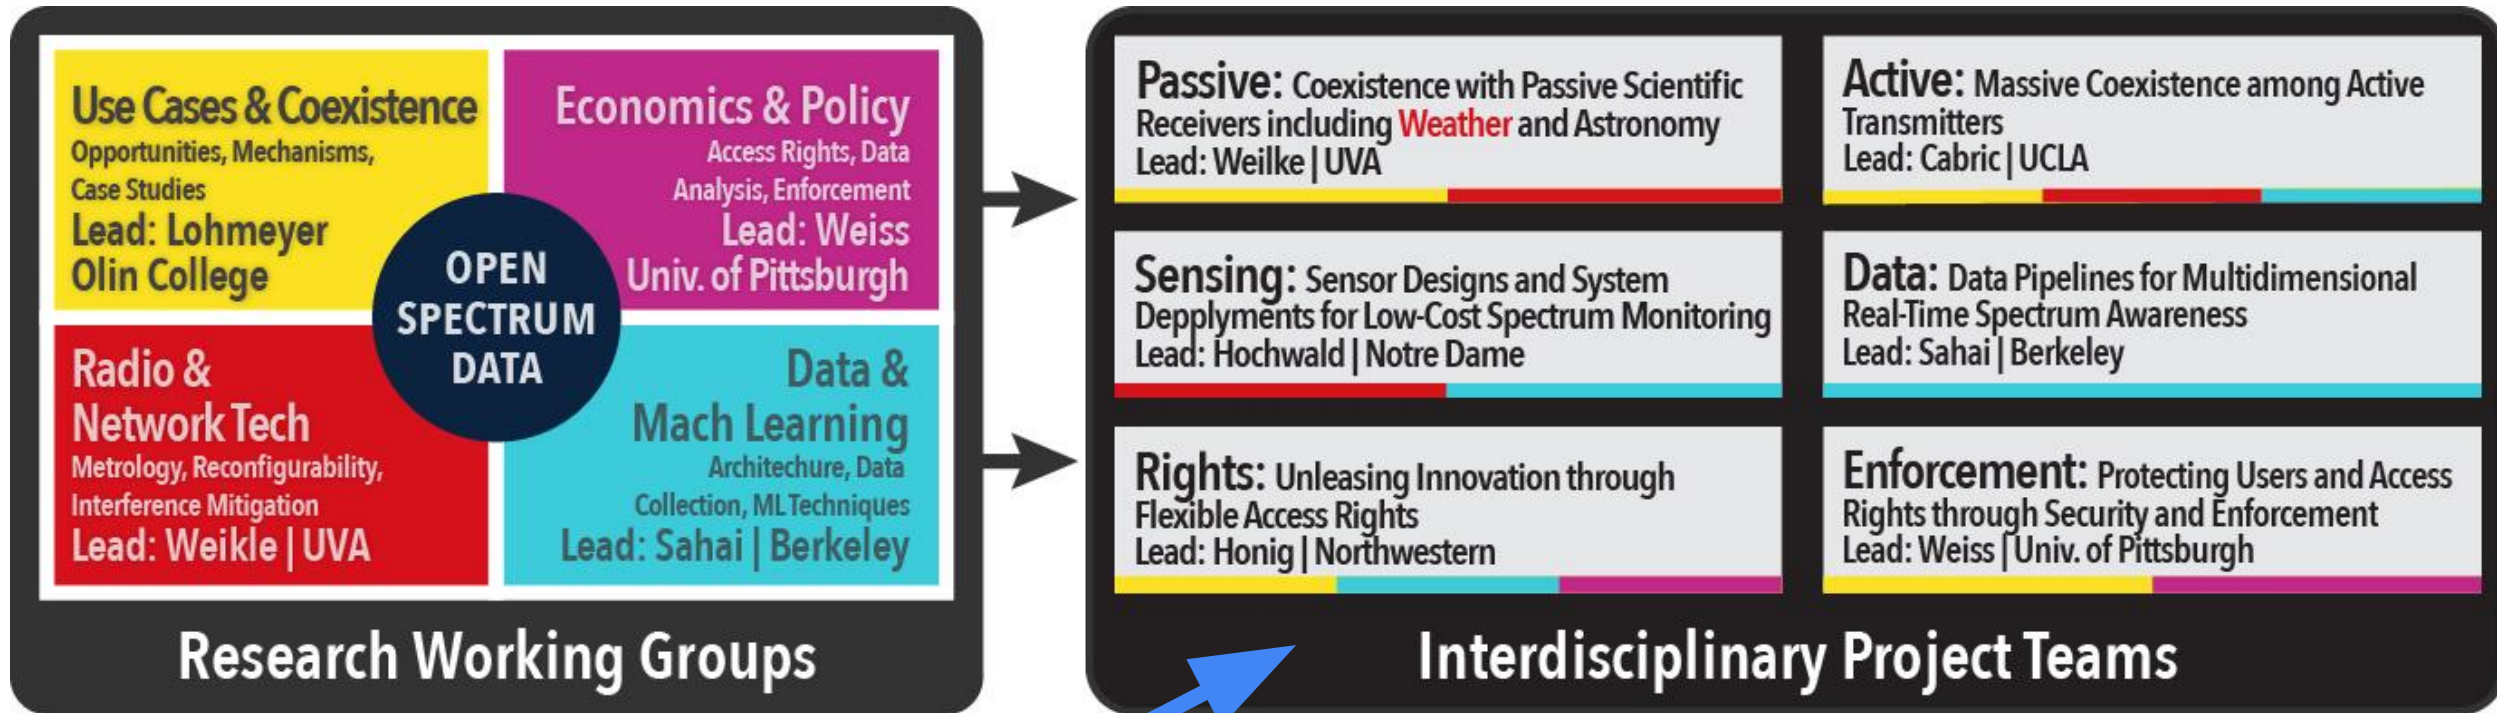 Use Cases & Coexistence
Opportunities, Mechanisms,
Case Studies
Lead: Lohmeyer
Olin College
Economics & Policy
Access Rights, Data
Analysis, Enforcement
Lead: Weiss
Univ. of Pittsburgh
OPEN
SPECTRUM
DATA
Radio &
Network Tech
Metrology, Reconfigurability,
Interference Mitigation
Lead: Weikle | UVA
Data &
Mach Learning
Architechure, Data
Collection, ML Techniques
Lead: Sahai | Berkeley
Research Working Groups
Passive: Coexistence with Passive Scientific
Receivers including Weather and Astronomy
Lead: Weilke | UVA
Active: Massive Coexistence among Active
Transmitters
Lead: Cabric | UCLA
Sensing: Sensor Designs and System
Depplyments for Low-Cost Spectrum Monitoring
Lead: Hochwald | Notre Dame
Data: Data Pipelines for Multidimensional
Real-Time Spectrum Awareness
Lead: Sahai | Berkeley
Rights: Unleasing Innovation through
Flexible Access Rights
Lead: Honig | Northwestern
Enforcement: Protecting Users and Access
Rights through Security and Enforcement
Lead: Weiss | Univ. of Pittsburgh
Interdisciplinary Project Teams